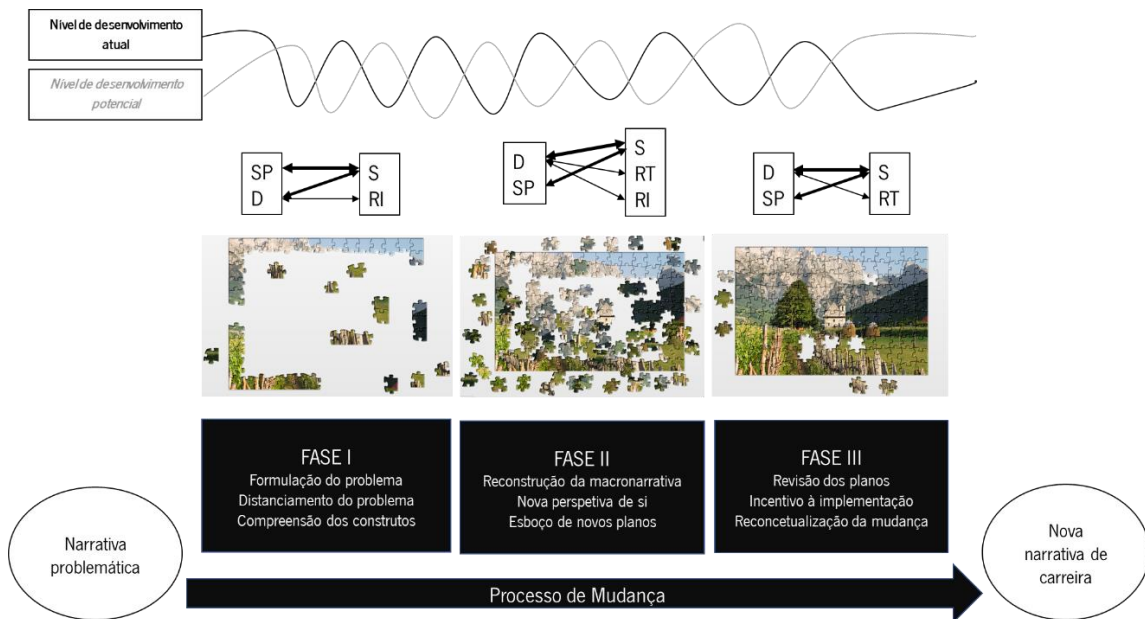 Nível de desenvolvimento
atual
Nível de desenvolvimento
potencial
SP
D
S
RI
D
SP
S
RT
RI
D
SP
S
RT
FASE I
Formulação do problema
Distanciamento do problema
Compreensão dos construtos
FASE II
Reconstrução da macronarrativa
Nova perspetiva de si
Esboço de novos planos
FASE III
Revisão dos planos
Incentivo à implementação
Reconcetualização da mudança
Narrativa
problemática
Nova
narrativa de
carreira
Processo de Mudança